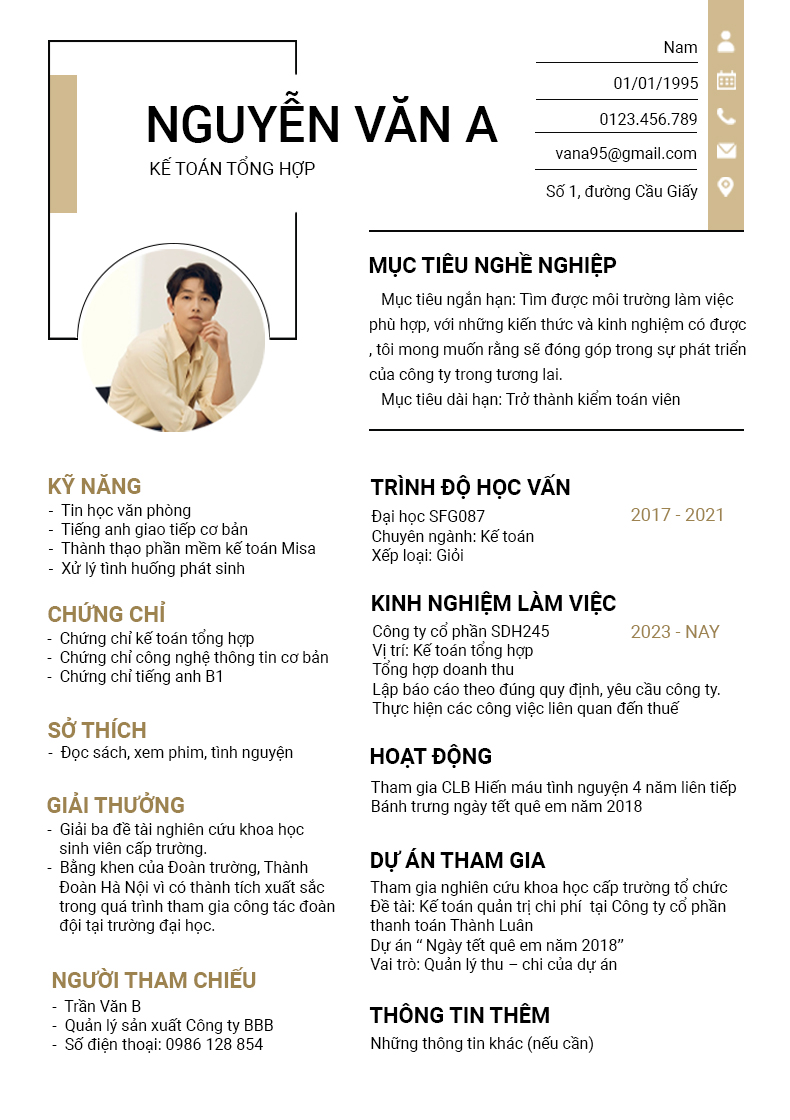 NGUYỄN VĂN A
KẾ TOÁN TỔNG HỢP
Nam
01/01/1995
0123.456.789
vana95@gmail.com
Số 1, đường Cầu Giấy
MỤC TIÊU NGHỀ NGHIỆP
Mục tiêu ngắn hạn: Tìm được môi trường làm việc
phù hợp, với những kiến thức và kinh nghiệm có được
, tôi mong muốn rằng sẽ đóng góp trong sự phát triển
của công ty trong tương lai.
Mục tiêu dài hạn: Trở thành kiểm toán viên
KỸ NĂNG
- Tin học văn phòng
- Tiếng anh giao tiếp cơ bản
- Thành thạo phần mềm kế toán Misa
- Xử lý tình huống phát sinh
CHỨNG CHỈ
- Chứng chỉ kế toán tổng hợp
- Chứng chỉ công nghệ thông tin cơ bản
- Chứng chỉ tiếng anh B1
SỞ THÍCH
- Đọc sách, xem phim, tình nguyện
GIẢI THƯỞNG
- Giải ba đề tài nghiên cứu khoa học
sinh viên cấp trường.
- Bằng khen của Đoàn trường, Thành
Đoàn Hà Nội vì có thành tích xuất sắc
trong quá trình tham gia công tác đoàn
đội tại trường đại học.
NGƯỜI THAM CHIẾU
- Trần Văn B
- Quản lý sản xuất Công ty BBB
- Số điện thoại: 0986 128 854
TRÌNH ĐỘ HỌC VẤN
Đại học SFG087 2017 - 2021
Chuyên ngành: Kế toán
Xếp loại: Giỏi
KINH NGHIỆM LÀM VIỆC
Công ty cổ phần SDH245 2023 - NAY
Vị trí: Kế toán tổng hợp
Tổng hợp doanh thu
Lập báo cáo theo đúng quy định, yêu cầu công ty.
Thực hiện các công việc liên quan đến thuế
HOẠT ĐỘNG
Tham gia CLB Hiến máu tình nguyện 4 năm liên tiếp
Bánh trưng ngày tết quê em năm 2018
DỰ ÁN THAM GIA
Tham gia nghiên cứu khoa học cấp trường tổ chức
Đề tài: Kế toán quản trị chi phí tại Công ty cổ phần
thanh toán Thành Luân
Dự án “ Ngày tết quê em năm 2018”
Vai trò: Quản lý thu – chi của dự án
THÔNG TIN THÊM
Những thông tin khác (nếu cần)